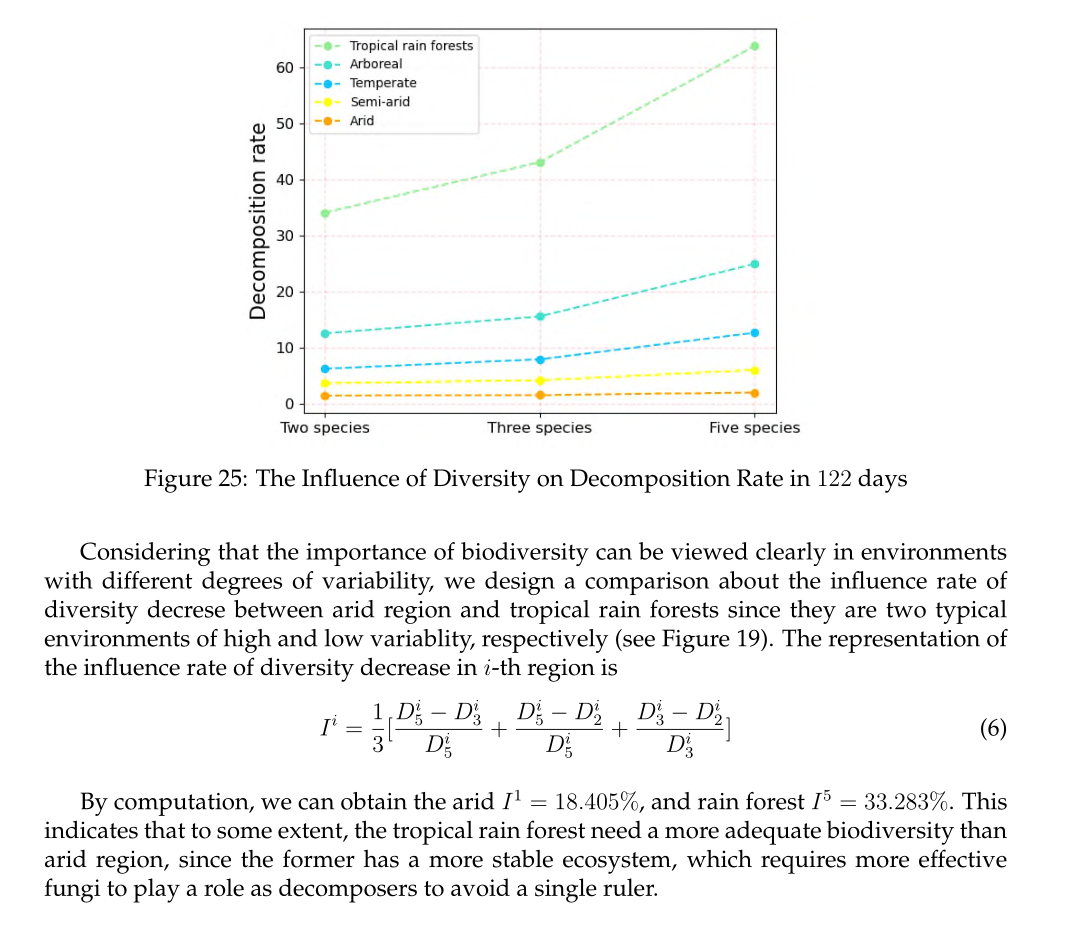 Tropical rain forests
Arboreal
Temperate
Semi-arid
Arid
60
50
40
30
20
10
0
Decomposition rate
Two species
Three species
Five species
Figure 25: The Influence of Diversity on Decomposition Rate in 122 days
Considering that the importance of biodiversity can be viewed clearly in environments
with different degrees of variability, we design a comparison about the influence rate of
diversity decrese between arid region and tropical rain forests since they are two typical
environments of high and low variablity, respectively (see Figure 19). The representation of
the influence rate of diversity decrease in i-th region is
I^i = \frac{1}{3}[\frac{D_5^i - D_3^i}{D_5^i} + \frac{D_5^i - D_2^i}{D_5^i} + \frac{D_3^i - D_2^i}{D_3^i}] (6)
By computation, we can obtain the arid I^1 = 18.405%, and rain forest I^5 = 33.283%. This
indicates that to some extent, the tropical rain forest need a more adequate biodiversity than
arid region, since the former has a more stable ecosystem, which requires more effective
fungi to play a role as decomposers to avoid a single ruler.